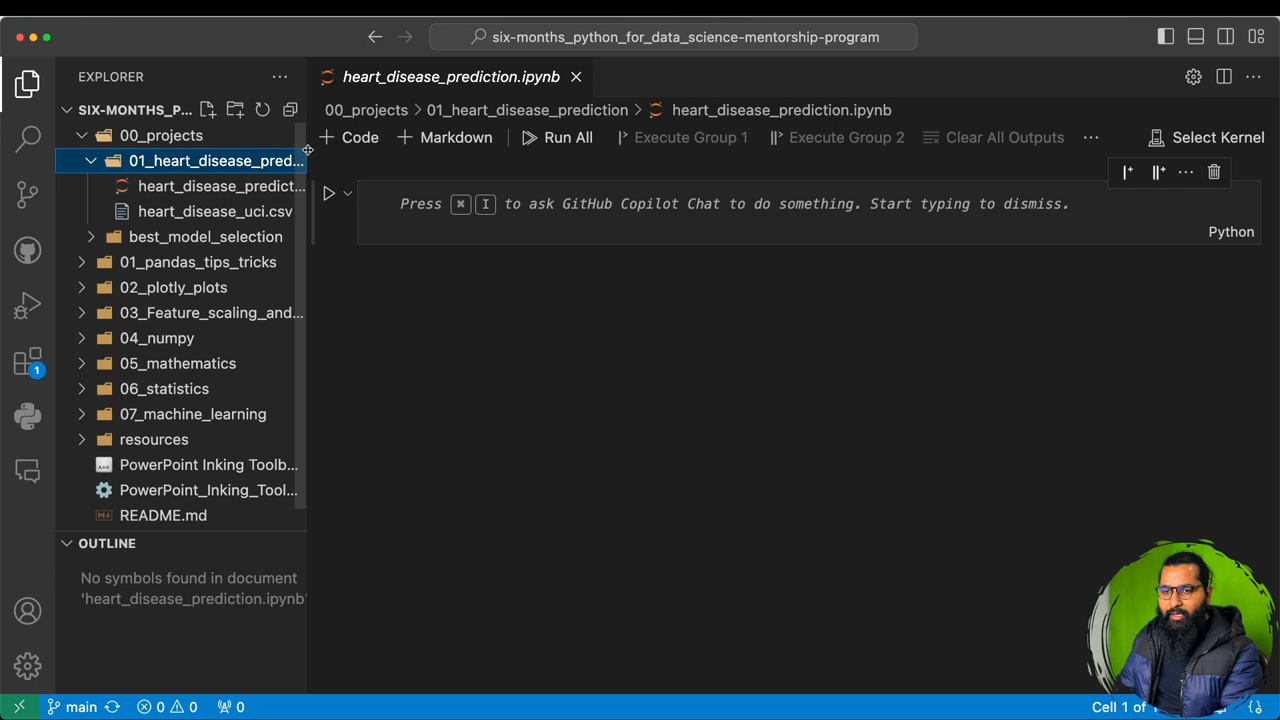 six-months_python_for_data_science-mentorship-program
EXPLORER
heart_disease_prediction.ipynb
SIX-MONTHS_P...
00_projects > 01_heart_disease_prediction > heart_disease_prediction.ipynb
00_projects
Code
Markdown
Run All
Execute Group 1
Execute Group 2
Clear All Outputs
Select Kernel
01_heart_disease_pred...
heart_disease_predict...
heart_disease_uci.csv
best_model_selection
01_pandas_tips_tricks
02_plotly_plots
03_Feature_scaling_and...
04_numpy
05_mathematics
06_statistics
07_machine_learning
resources
PowerPoint Inking Toolb...
PowerPoint_Inking_Tool...
README.md
Press ⌘ I to ask GitHub Copilot Chat to do something. Start typing to dismiss.
Python
OUTLINE
No symbols found in document
'heart_disease_prediction.ipynb'
1
main
0
0
0
Cell 1 of